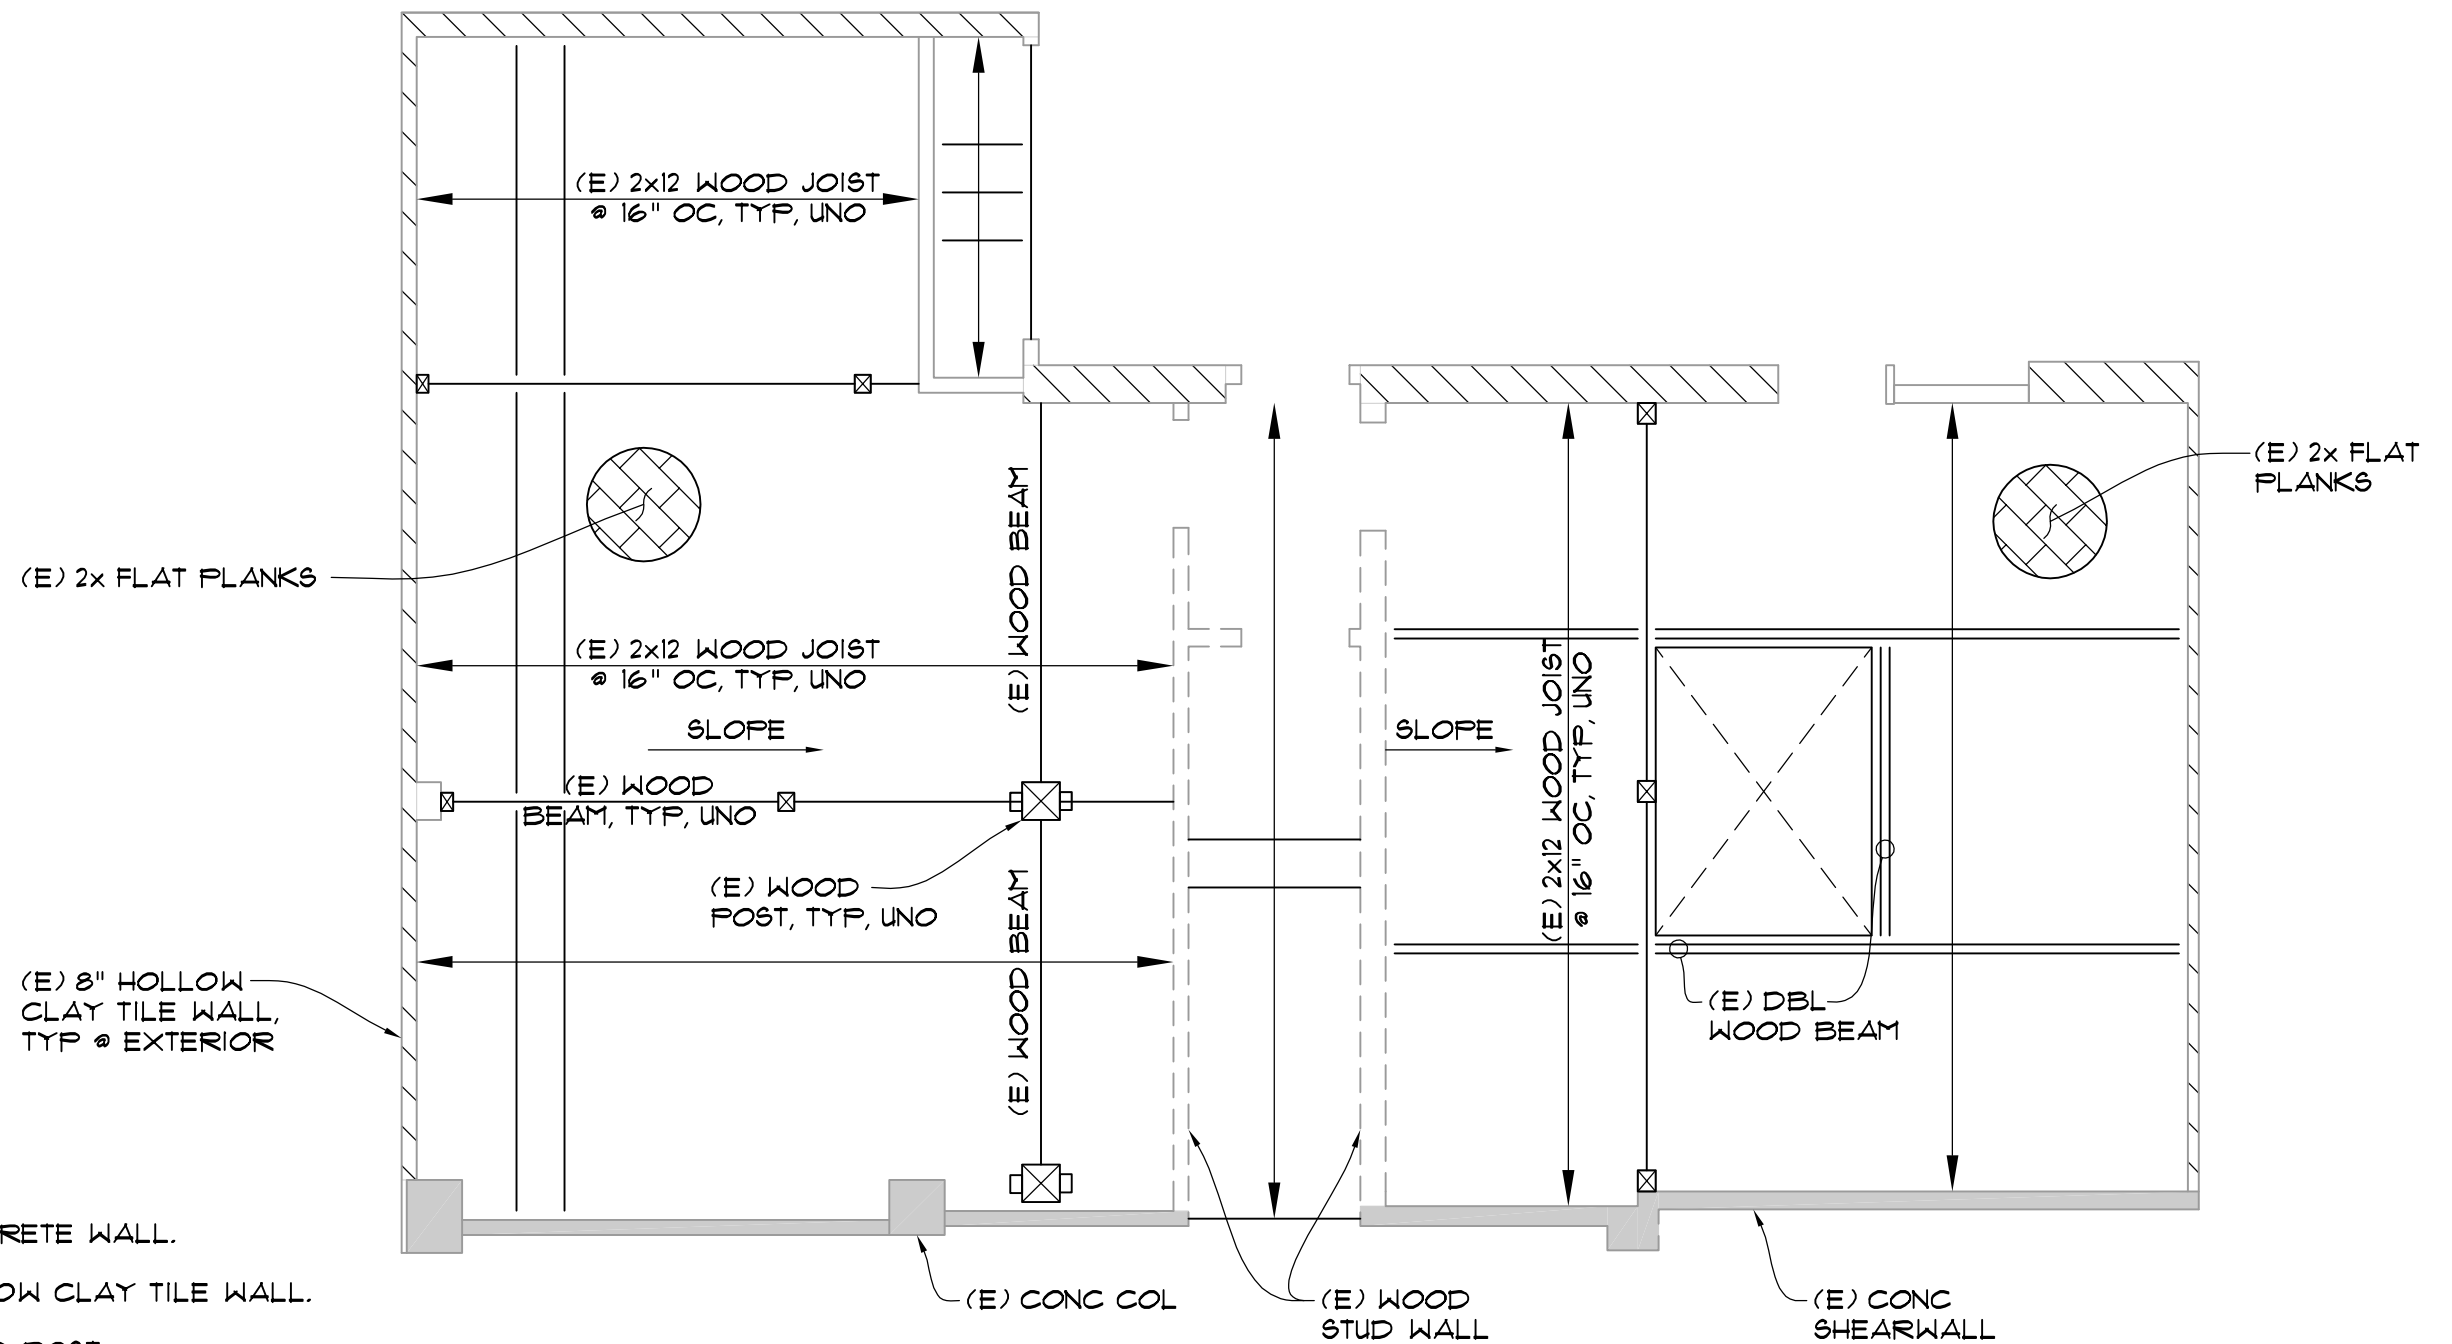 (E) 2x12 WOOD JOIST
@ 16" OC, TYP, UNO
(E) 2x FLAT
PLANKS
(E) WOOD BEAM
(E) 2x FLAT PLANKS
(E) 2x12 WOOD JOIST
@ 16" OC, TYP, UNO
SLOPE
SLOPE
(E) 2x12 WOOD JOIST
@ 16" OC, TYP, UNO
(E) WOOD
BEAM, TYP, UNO
(E) WOOD
POST, TYP, UNO
(E) WOOD BEAM
(E) 8" HOLLOW
CLAY TILE WALL,
TYP @ EXTERIOR
(E) DBL
WOOD BEAM
RETE WALL.
OW CLAY TILE WALL.
(E) CONC COL
(E) WOOD
STUD WALL
(E) CONC
SHEARWALL